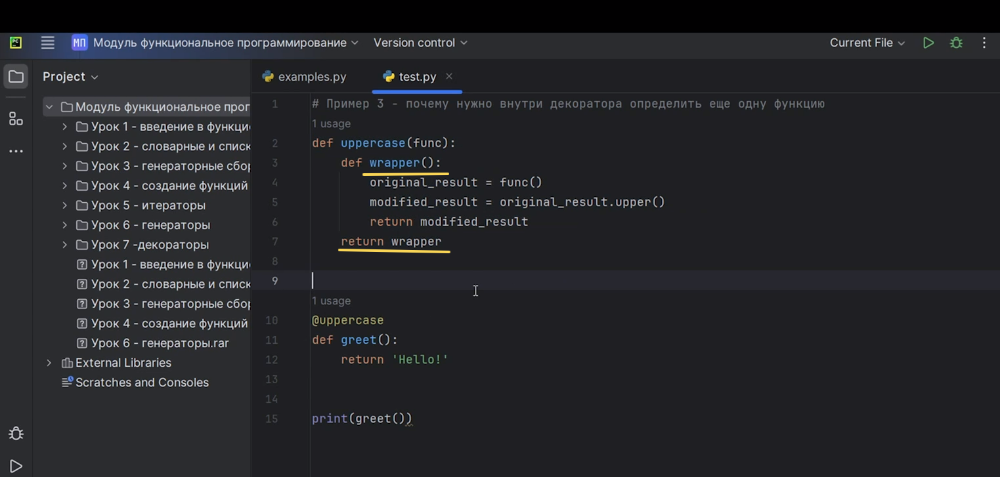 PC
МП Модуль функциональное программирование Version control Current File
Project
examples.py test.py
Модуль функциональное прог
Урок 1 - введение в функци
Урок 2 - словарные и списк
Урок 3 - генераторные сбор
Урок 4 - создание функций
Урок 5 - итераторы
Урок 6 - генераторы
Урок 7 -декораторы
Урок 1 - введение в функци
Урок 2 - словарные и списк
Урок 3 - генераторные сбор
Урок 4 - создание функций
Урок 6 - генераторы.rar
External Libraries
Scratches and Consoles
1 # Пример 3 - почему нужно внутри декоратора определить еще одну функцию
1 usage
2 def uppercase(func):
3     def wrapper():
4         original_result = func()
5         modified_result = original_result.upper()
6         return modified_result
7     return wrapper
8
9
1 usage
10 @uppercase
11 def greet():
12     return 'Hello!'
13
14
15 print(greet())